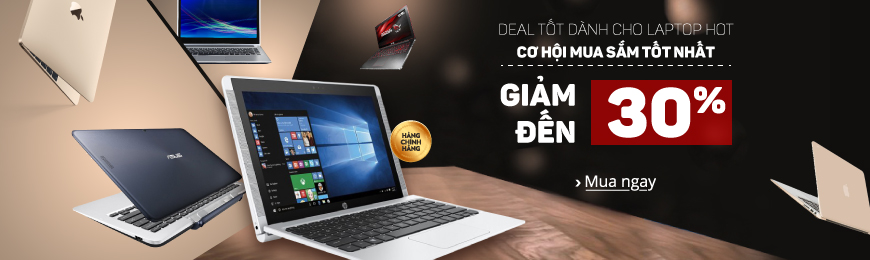 DEAL TỐT DÀNH CHO LAPTOP HOT
CƠ HỘI MUA SẮM TỐT NHẤT
GIẢM
ĐẾN
30%
› Mua ngay
HÀNG
CHÍNH
HÃNG
ASUS
hp